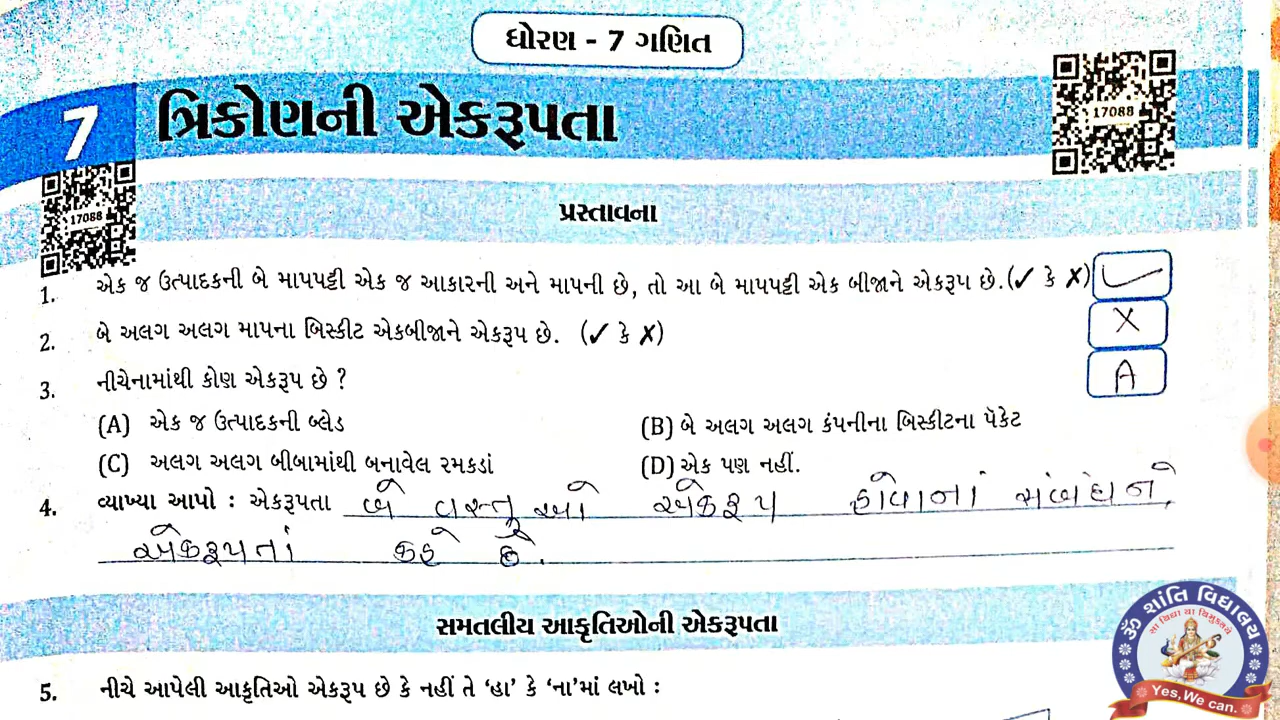 ધોરણ - 7 ગણિત
7
ત્રિકોણની એકરૂપતા
17088
17088
પ્રસ્તાવના
1. એક જ ઉત્પાદકની બે માપપટ્ટી એક જ આકારની અને માપની છે, તો આ બે માપપટ્ટી એક બીજાને એકરૂપ છે. (✓ કે ✗) ✓
2. બે અલગ અલગ માપના બિસ્કીટ એકબીજાને એકરૂપ છે. (✓ કે ✗) X
3. નીચેનામાંથી કોણ એકરૂપ છે ? A
(A) એક જ ઉત્પાદકની બ્લેડ (B) બે અલગ અલગ કંપનીના બિસ્કીટના પૅકેટ
(C) અલગ અલગ બીબામાંથી બનાવેલ રમકડાં (D) એક પણ નહીં.
4. વ્યાખ્યા આપો : એકરૂપતા બે વસ્તુઓ એકરૂપ હોવાનાં સંબંધને
એકરૂપતાં કહે છે.
સમતલીય આકૃતિઓની એકરૂપતા
5. નીચે આપેલી આકૃતિઓ એકરૂપ છે કે નહીં તે ‘હા’ કે ‘ના’માં લખો :
ૐ શાંતિ વિદ્યાલય
सा विद्या या विमुक्तये
Yes, We can.